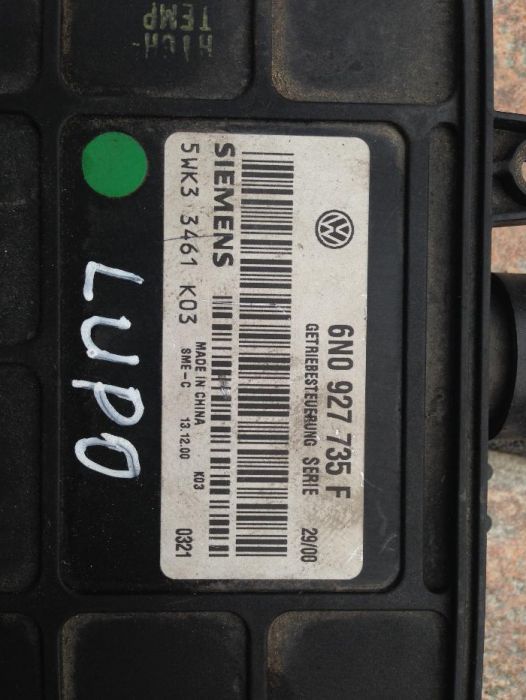 HIGH-
TEMP
6N0 927 735 F
GETRIEBESTEUERUNG SERIE 29/00
SIEMENS
5WK3 3461 K03
MADE IN CHINA K03
SME-C 13.12.00 0321
LUPO